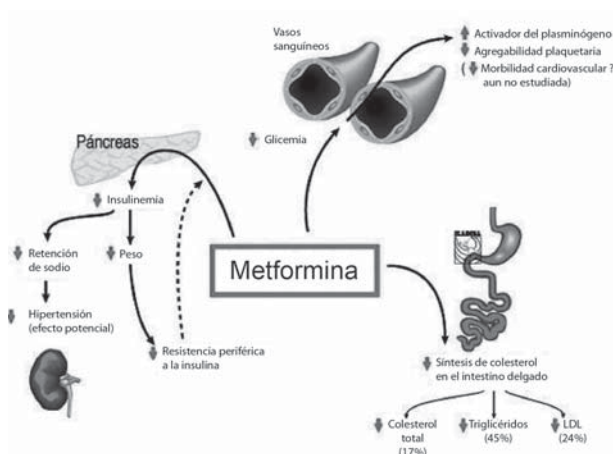 Vasos
sanguíneos
Activador del plasminógeno
Agregabilidad plaquetaria
( Morbilidad cardiovascular ?
aun no estudiada)
Glicemia
Páncreas
Insulinemia
Retención
de sodio
Peso
Hipertensión
(efecto potencial)
Resistencia periférica
a la insulina
Metformina
Síntesis de colesterol
en el intestino delgado
Colesterol
total
(17%)
Triglicéridos
(45%)
LDL
(24%)